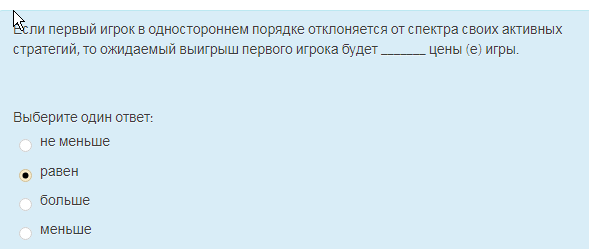 Если первый игрок в одностороннем порядке отклоняется от спектра своих активных
стратегий, то ожидаемый выигрыш первого игрока будет _______ цены (е) игры.
Выберите один ответ:
не меньше
равен
больше
меньше